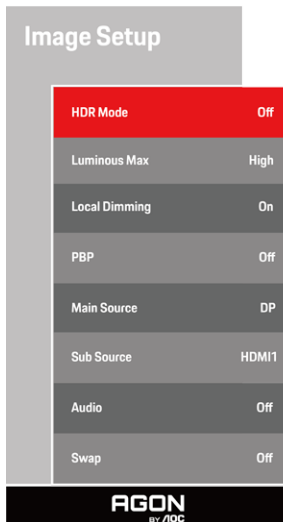 Image Setup
HDR Mode Off
Luminous Max High
Local Dimming On
PBP Off
Main Source DP
Sub Source HDMI1
Audio Off
Swap Off
AGON
BY AOC